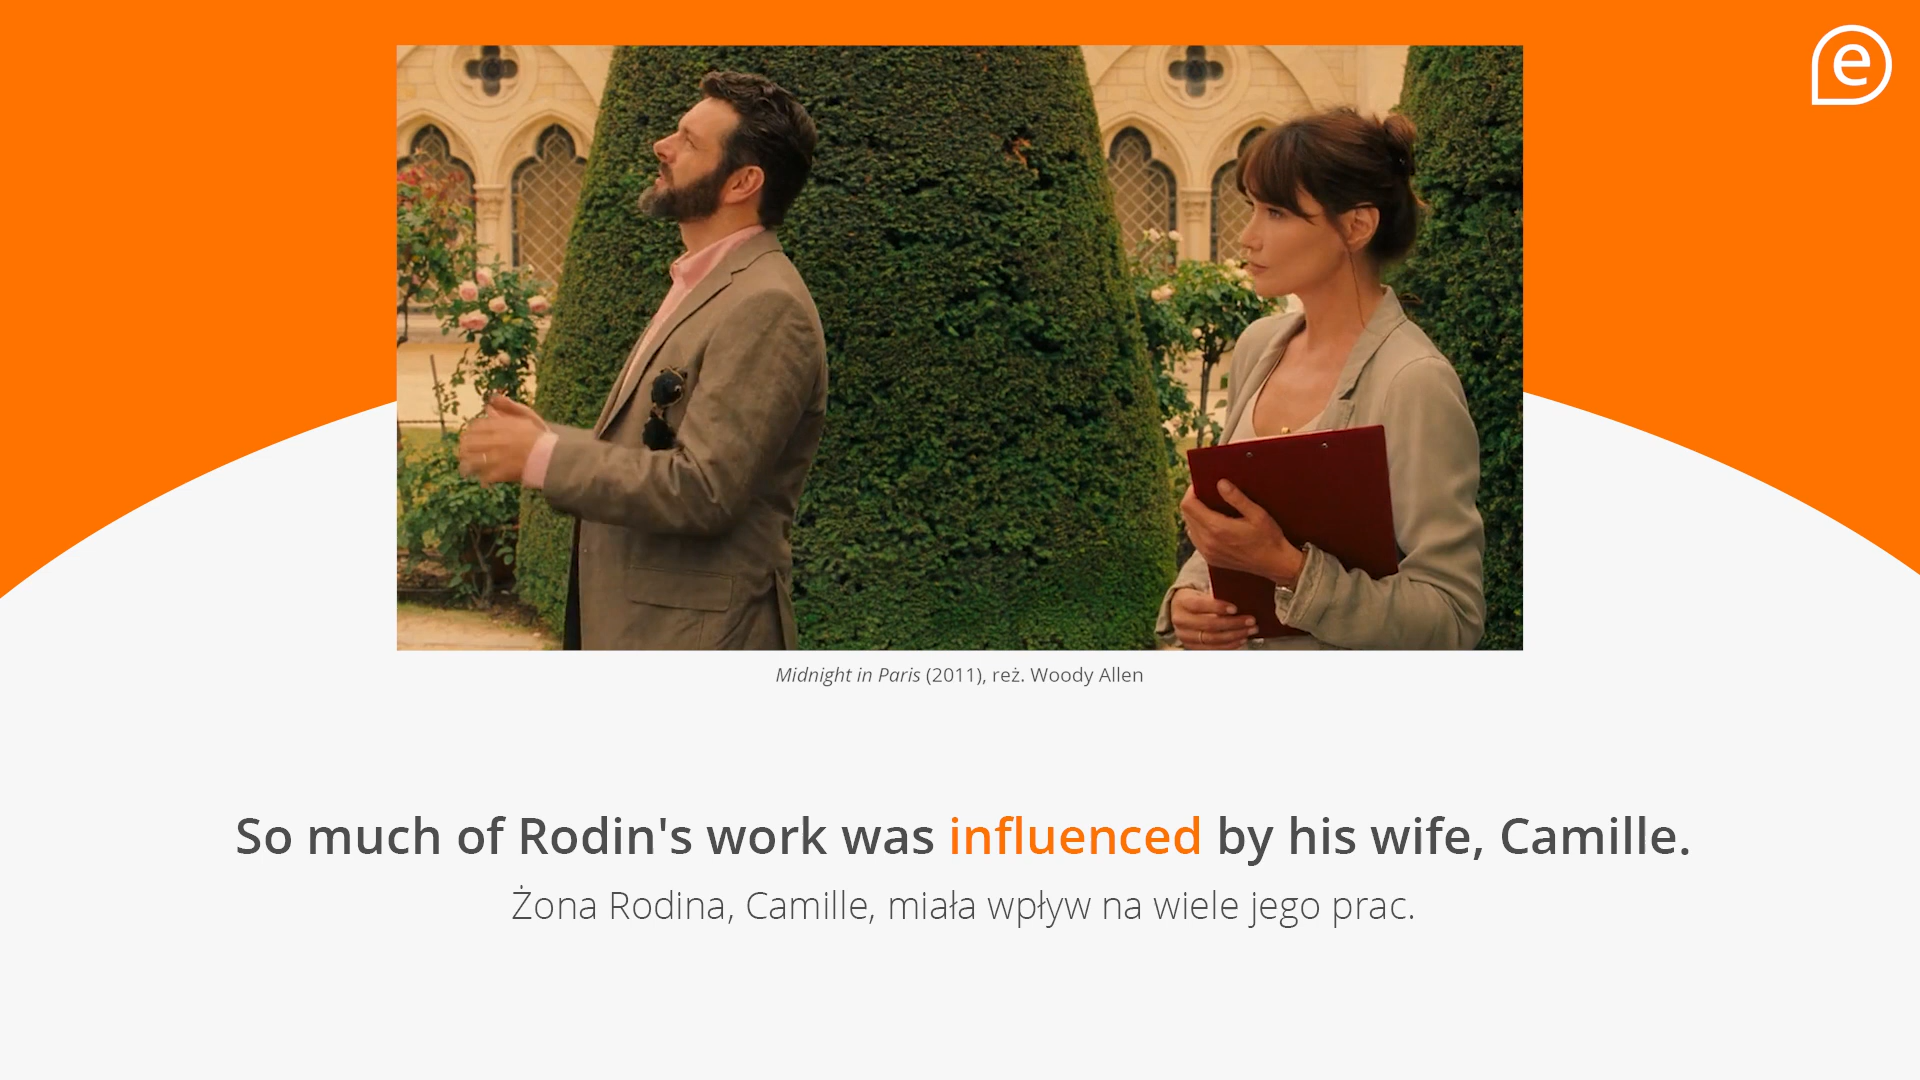 e
Midnight in Paris (2011), reż. Woody Allen
So much of Rodin's work was influenced by his wife, Camille.
Żona Rodina, Camille, miała wpływ na wiele jego prac.